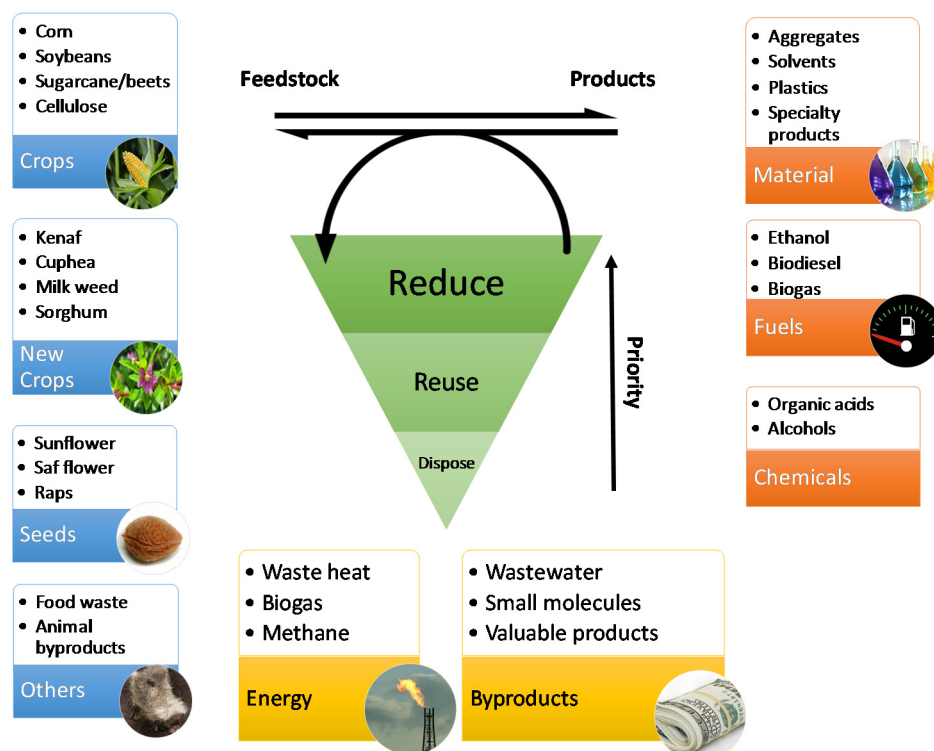 Corn
Soybeans
Sugarcane/beets
Cellulose
Crops
Kenaf
Cuphea
Milk weed
Sorghum
New
Crops
Sunflower
Saf flower
Raps
Seeds
Food waste
Animal
byproducts
Others
Feedstock
Products
Reduce
Reuse
Dispose
Priority
Waste heat
Biogas
Methane
Energy
Wastewater
Small molecules
Valuable products
Byproducts
Aggregates
Solvents
Plastics
Specialty
products
Material
Ethanol
Biodiesel
Biogas
Fuels
Organic acids
Alcohols
Chemicals